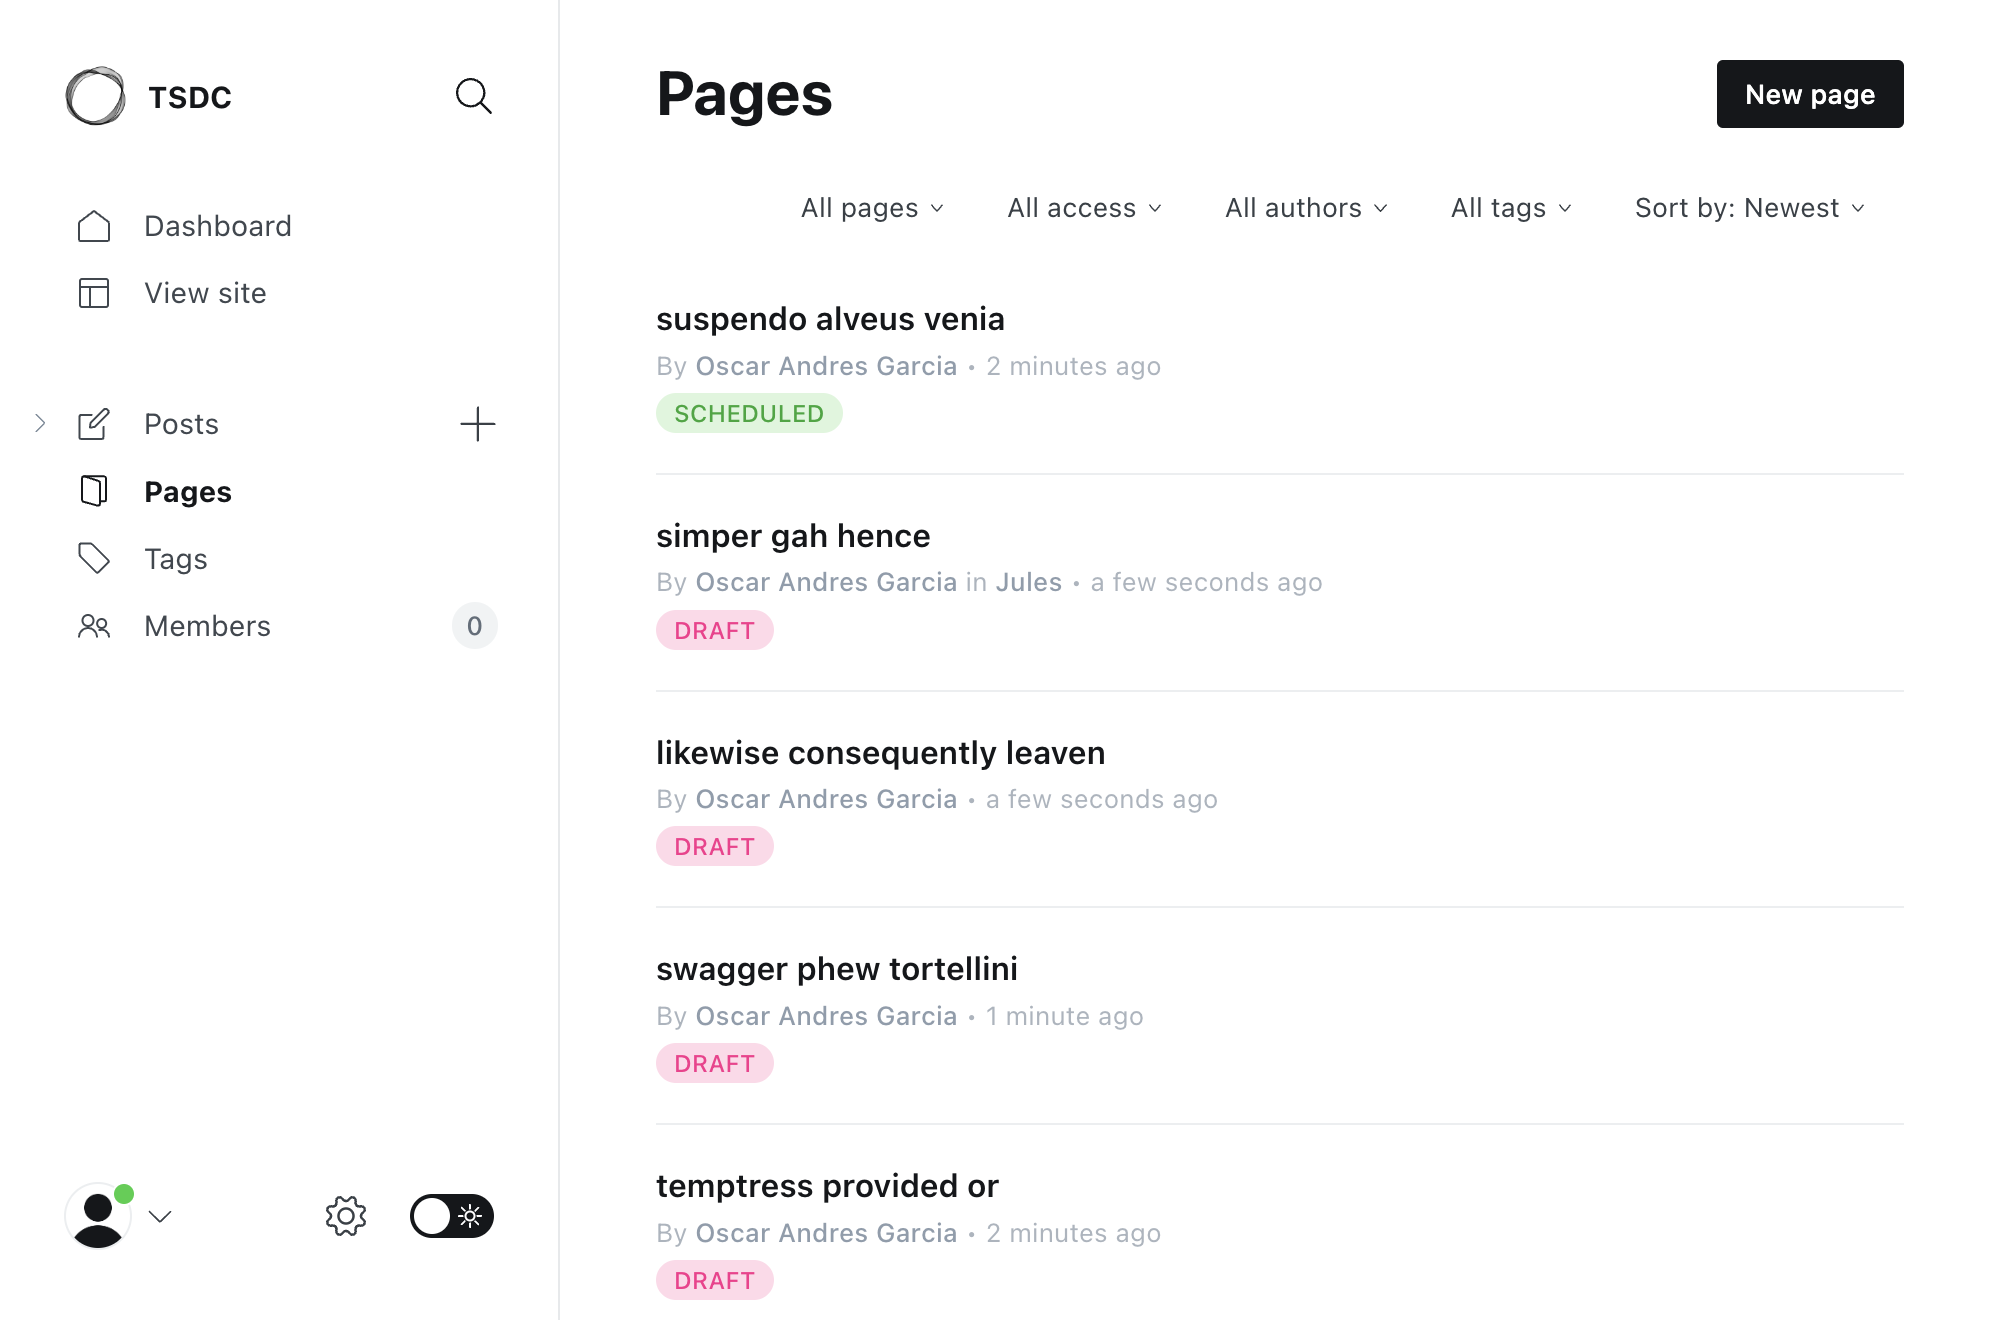 TSDC
Dashboard
View site
Posts
Pages
Tags
Members 0
Pages
New page
All pages All access All authors All tags Sort by: Newest
suspendo alveus venia
By Oscar Andres Garcia • 2 minutes ago
SCHEDULED
simper gah hence
By Oscar Andres Garcia in Jules • a few seconds ago
DRAFT
likewise consequently leaven
By Oscar Andres Garcia • a few seconds ago
DRAFT
swagger phew tortellini
By Oscar Andres Garcia • 1 minute ago
DRAFT
temptress provided or
By Oscar Andres Garcia • 2 minutes ago
DRAFT